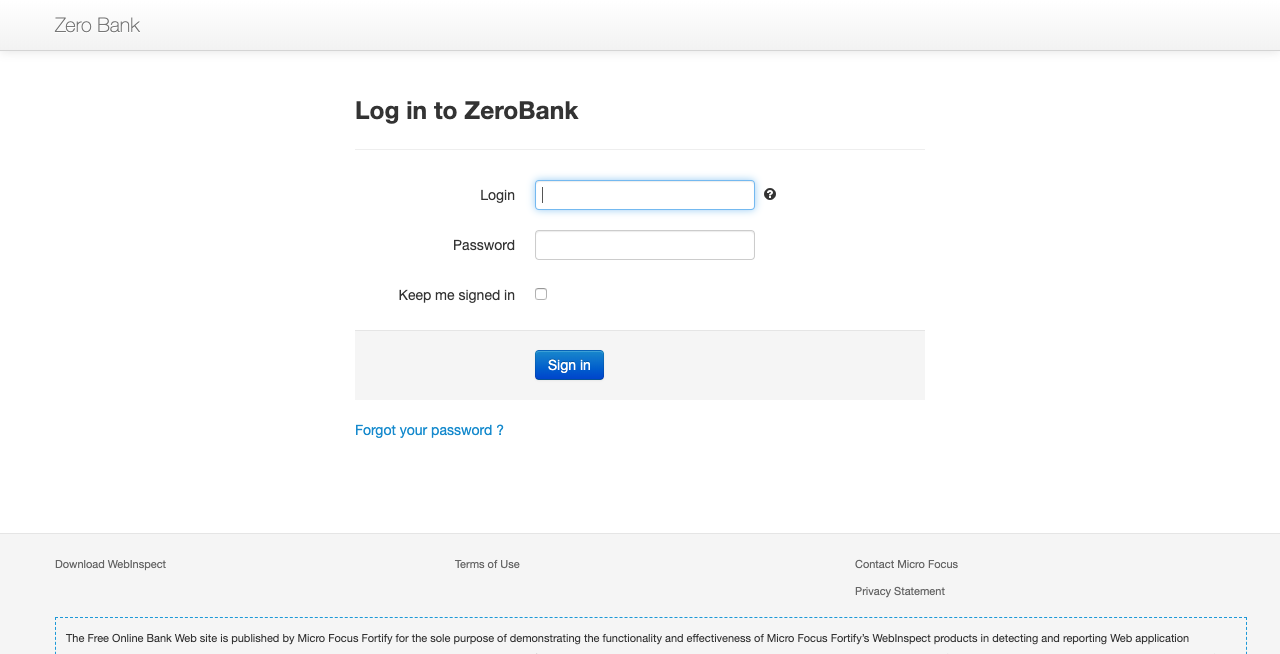 Zero Bank
Log in to ZeroBank
Login
Password
Keep me signed in
Sign in
Forgot your password ?
Download WebInspect
Terms of Use
Contact Micro Focus
Privacy Statement
The Free Online Bank Web site is published by Micro Focus Fortify for the sole purpose of demonstrating the functionality and effectiveness of Micro Focus Fortify's WebInspect products in detecting and reporting Web application